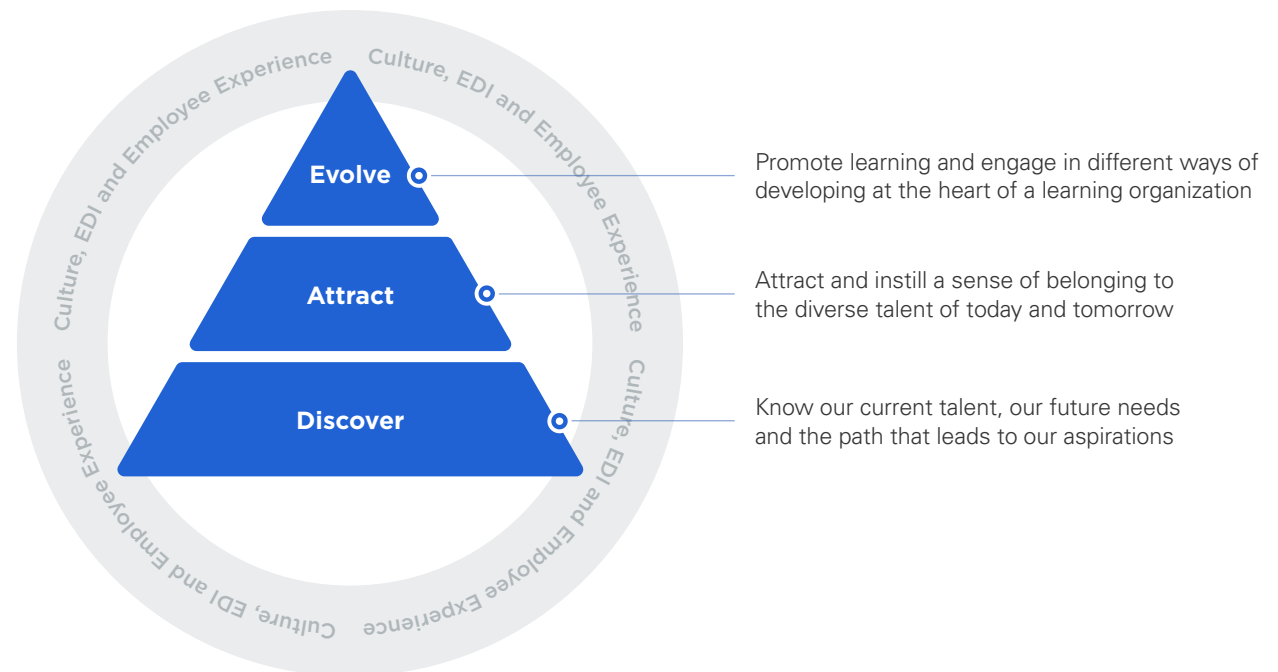 Culture, EDI and Employee Experience
Culture, EDI and Employee Experience
Evolve
Promote learning and engage in different ways of
developing at the heart of a learning organization
Attract
Attract and instill a sense of belonging to
the diverse talent of today and tomorrow
Discover
Know our current talent, our future needs
and the path that leads to our aspirations
Culture, EDI and Employee Experience
Culture, EDI and Employee Experience